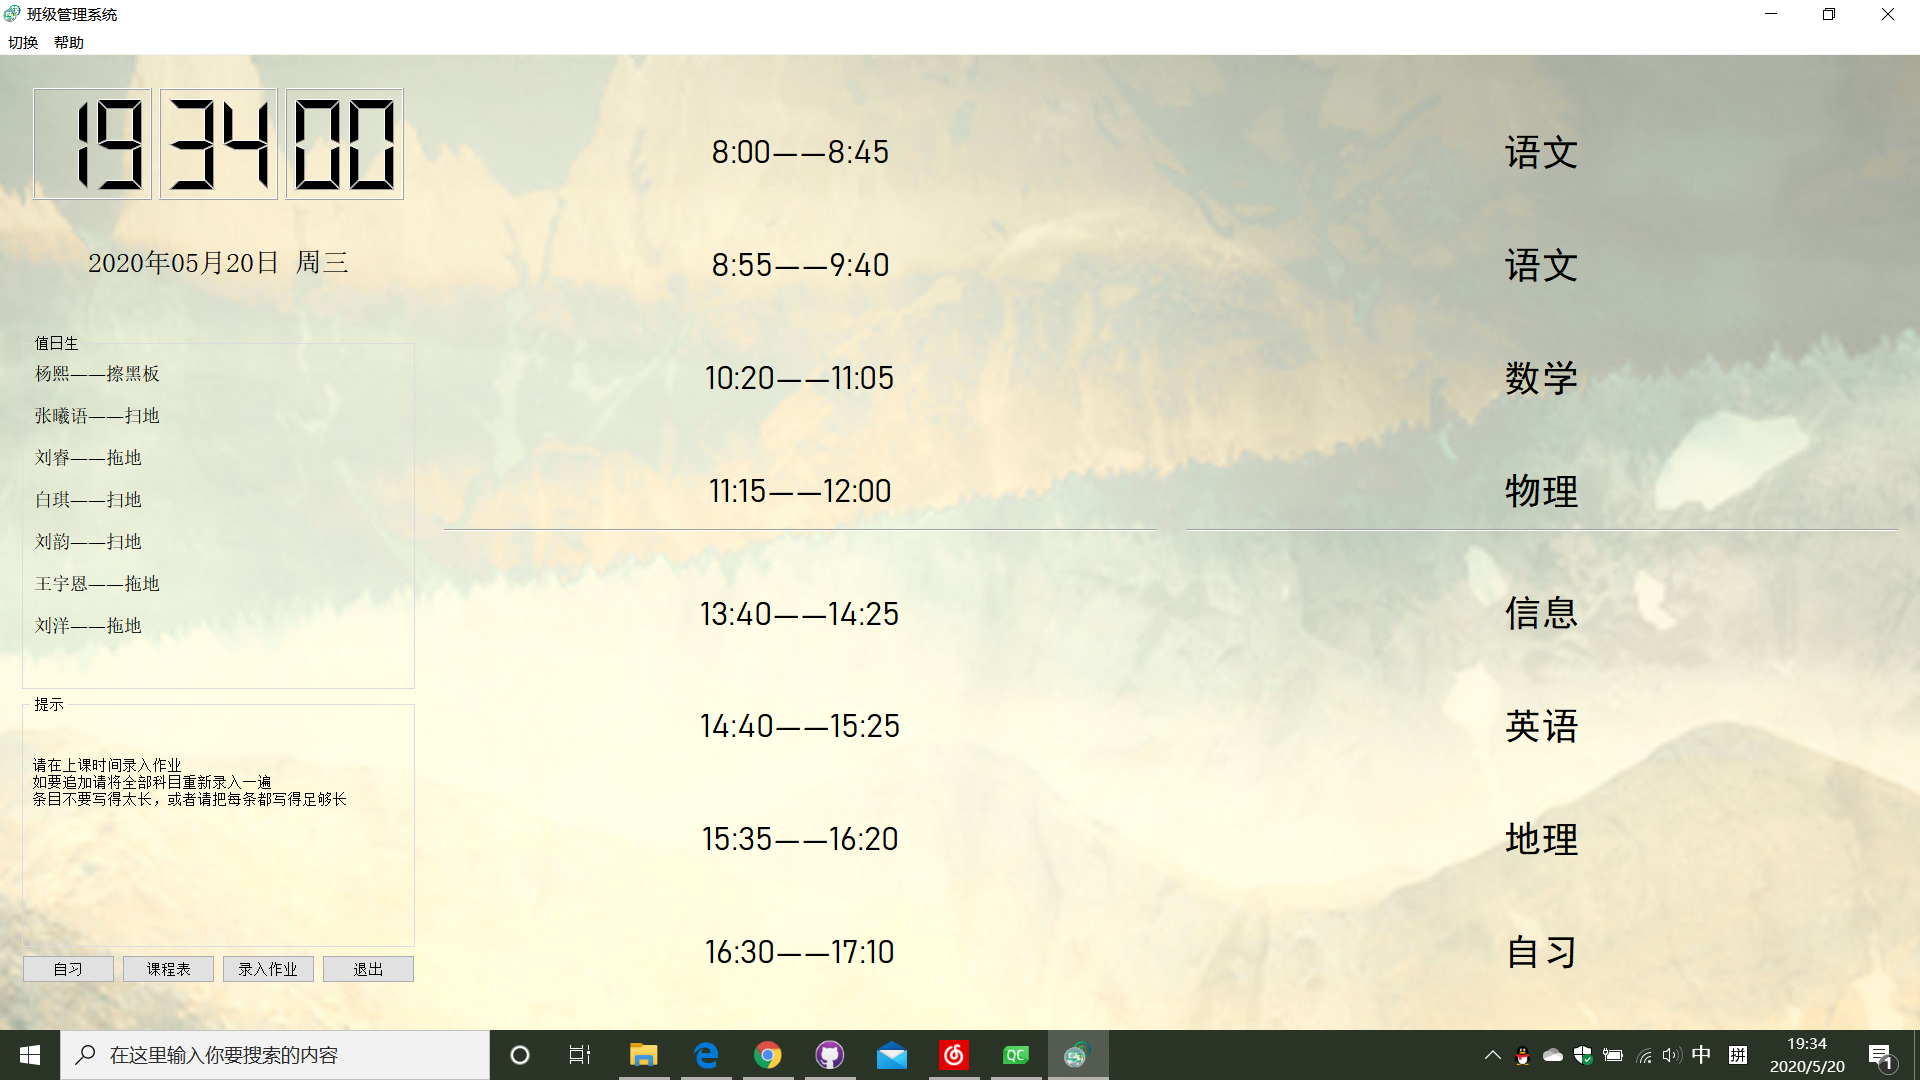 班级管理系统
切换 帮助
19 34 00
2020年05月20日 周三
值日生
杨熙——擦黑板
张曦语——扫地
刘睿——拖地
白琪——扫地
刘韵——扫地
王宇恩——拖地
刘洋——拖地
提示
请在上课时间录入作业
如要追加请将全部科目重新录入一遍
条目不要写得太长，或者请把每条都写得足够长
自习 课程表 录入作业 退出
8:00——8:45 语文
8:55——9:40 语文
10:20——11:05 数学
11:15——12:00 物理
13:40——14:25 信息
14:40——15:25 英语
15:35——16:20 地理
16:30——17:10 自习
在这里输入你要搜索的内容
QC
中 拼
19:34
2020/5/20
1